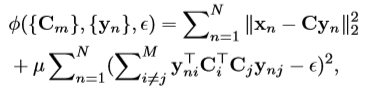 ϕ({C_m}, {y_n}, ϵ) = ∑_{n=1}^{N} ‖x_n − Cy_n‖_2^2
+ μ ∑_{n=1}^{N} (∑_{i≠j}^{M} y_{ni}^⊤ C_i^⊤ C_j y_{nj} − ϵ)^2,